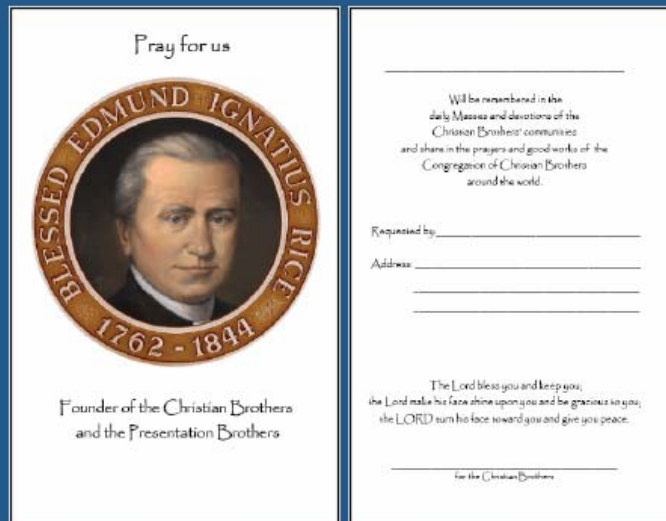 Pray for us
BLESSED EDMUND IGNATIUS RICE
1762 - 1844
Founder of the Christian Brothers
and the Presentation Brothers
Will be remembered in the
daily Masses and devotions of the
Christian Brothers' communities
and share in the prayers and good works of the
Congregation of Christian Brothers
around the world.
Requested by
Address
The Lord bless you and keep you;
the Lord make his face shine upon you and be gracious to you;
the LORD turn his face toward you and give you peace.
for the Christian Brothers